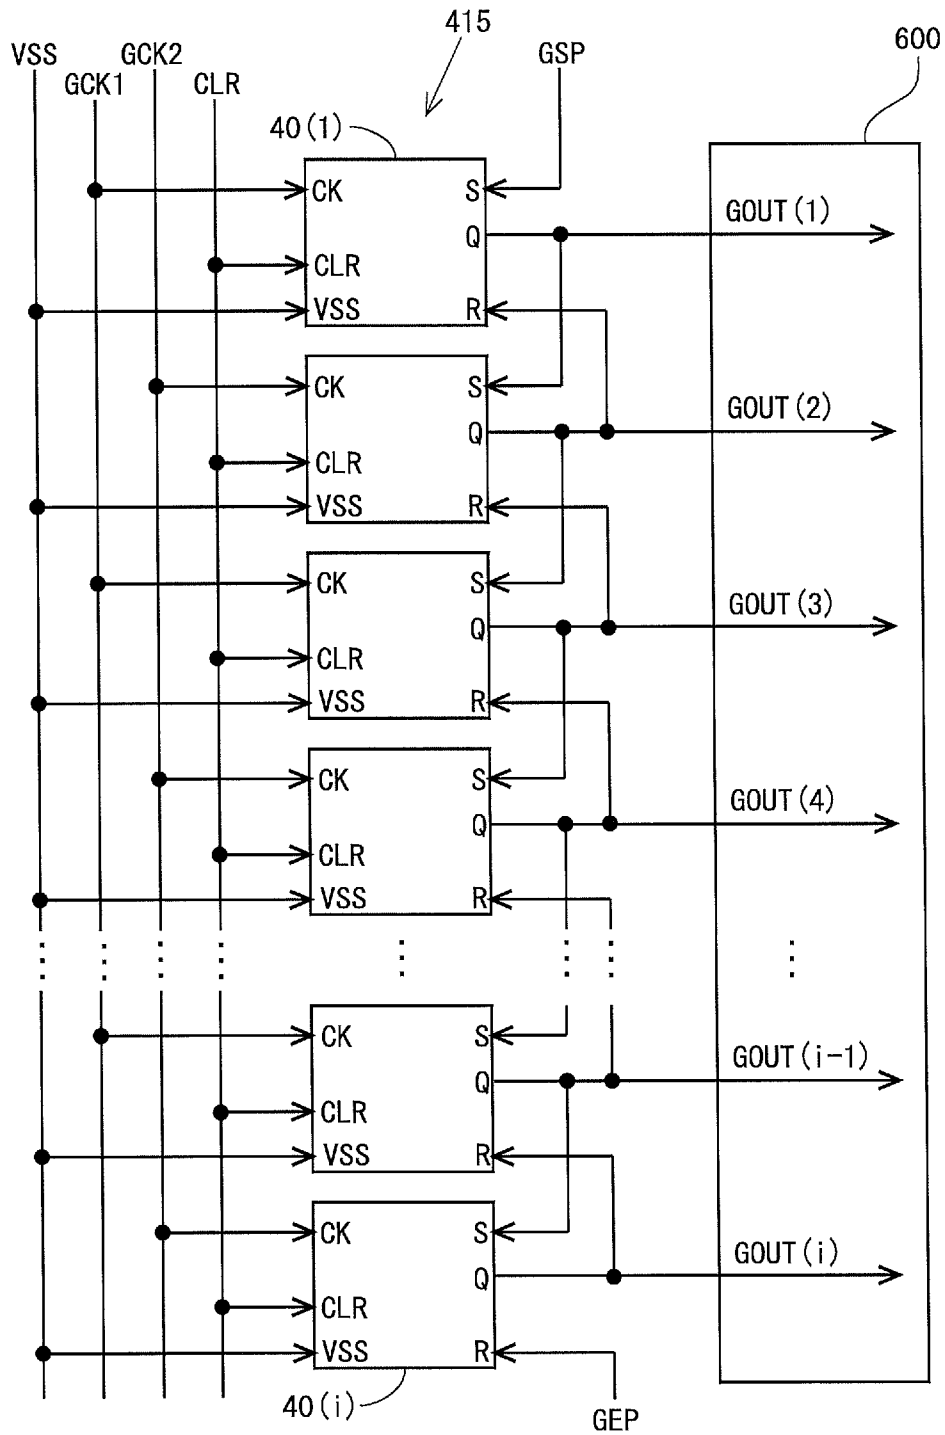 415
600
VSS
GCK2
GSP
GCK1
CLR
40(1)
CK
S
GOUT(1)
Q
CLR
VSS
R
CK
S
GOUT(2)
Q
CLR
VSS
R
CK
S
GOUT(3)
Q
CLR
VSS
R
CK
S
GOUT(4)
Q
CLR
VSS
R
CK
S
GOUT(i-1)
Q
CLR
VSS
R
CK
S
GOUT(i)
Q
CLR
VSS
R
40(i)
GEP